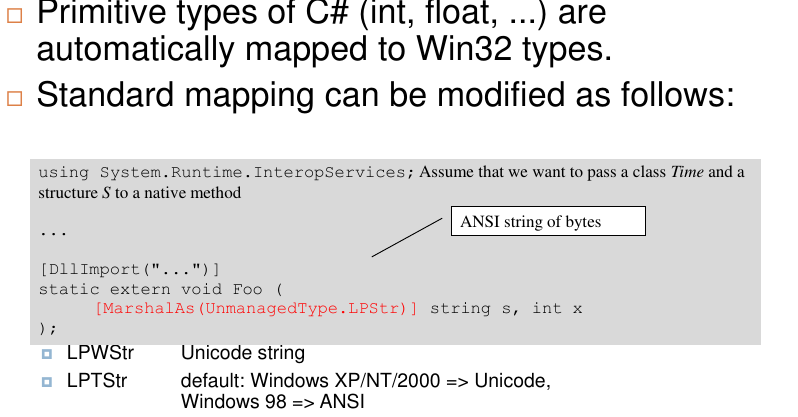 Primitive types of C# (int, float, ...) are
automatically mapped to Win32 types.
Standard mapping can be modified as follows:
using System.Runtime.InteropServices; Assume that we want to pass a class Time and a
structure S to a native method
...
ANSI string of bytes
[DllImport("...")]
static extern void Foo (
[MarshalAs(UnmanagedType.LPStr)] string s, int x
);
LPWStr Unicode string
LPTStr default: Windows XP/NT/2000 => Unicode,
Windows 98 => ANSI